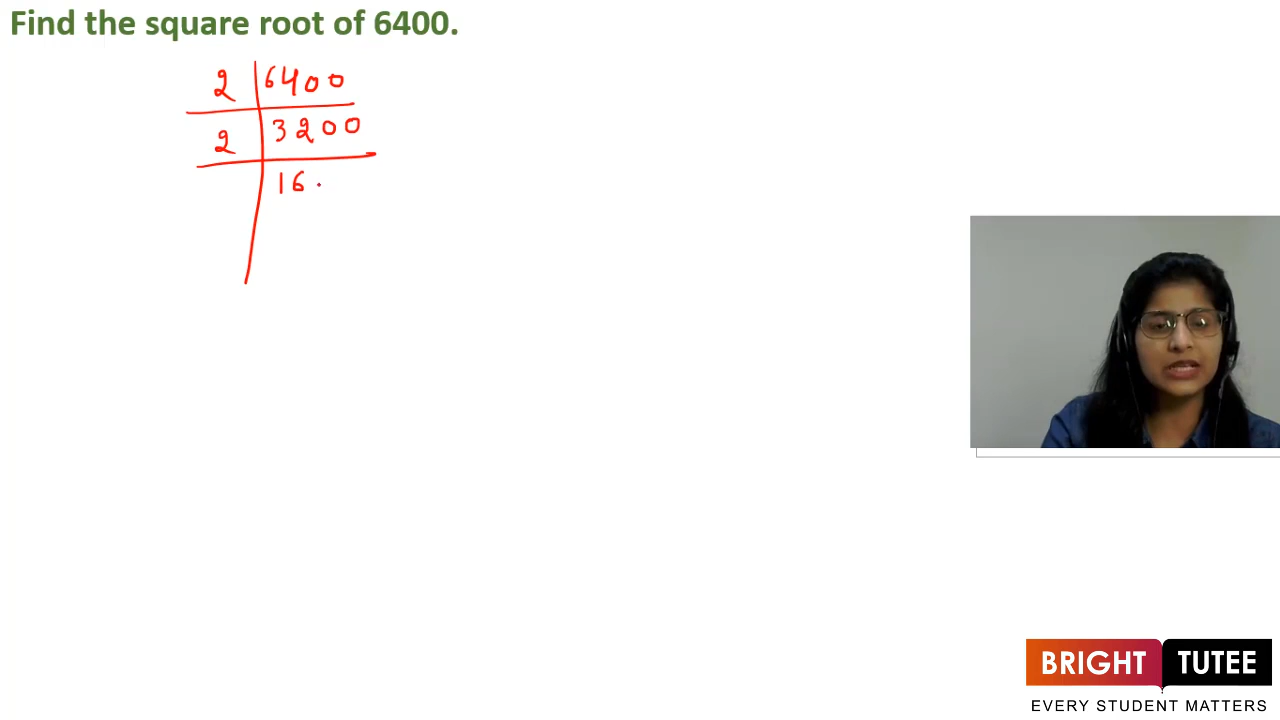 Find the square root of 6400.
2 6400
2 3200
16
BRIGHT TUTEE
EVERY STUDENT MATTERS